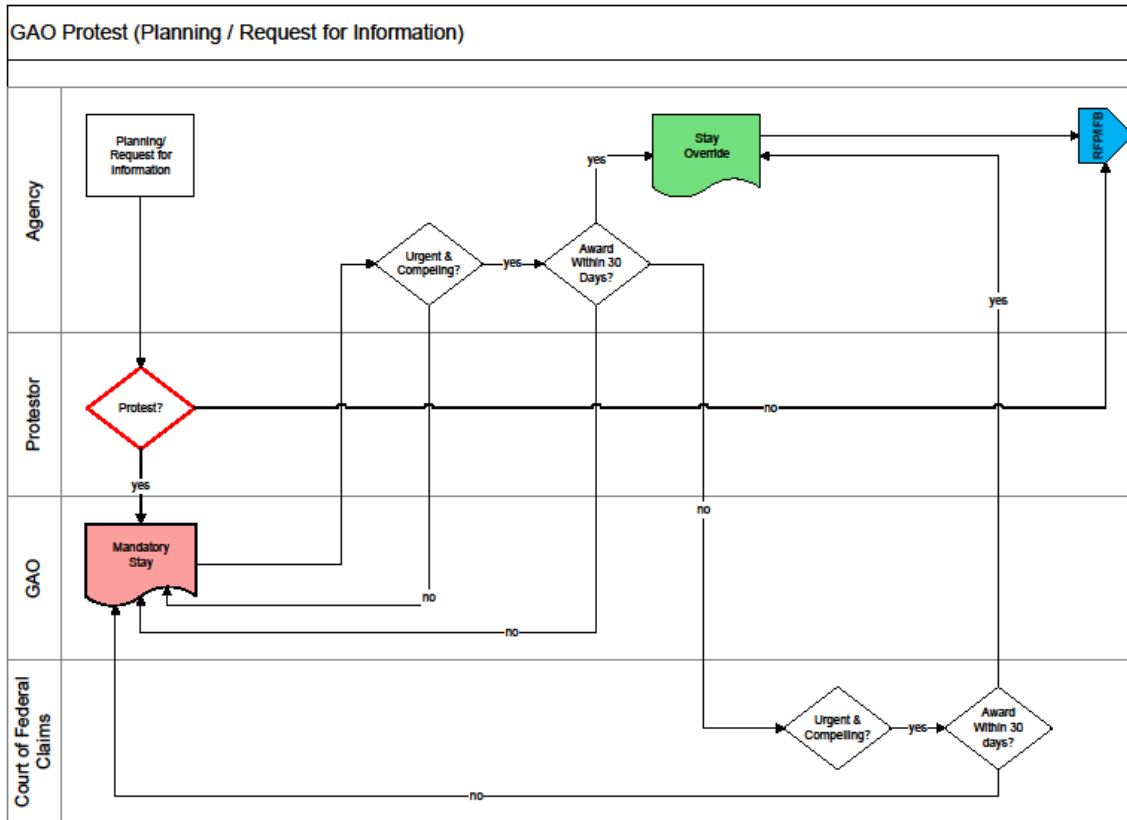 GAO Protest (Planning / Request for Information)
Agency
Planning/
Request for
Information
Stay
Override
RFP/IFB
yes
Urgent &
Compeling?
yes
Award
Within 30
Days?
yes
Protestor
Protest?
no
yes
no
GAO
Mandatory
Stay
no
no
Court of Federal
Claims
Urgent &
Compelling?
yes
Award
Within 30
days?
no